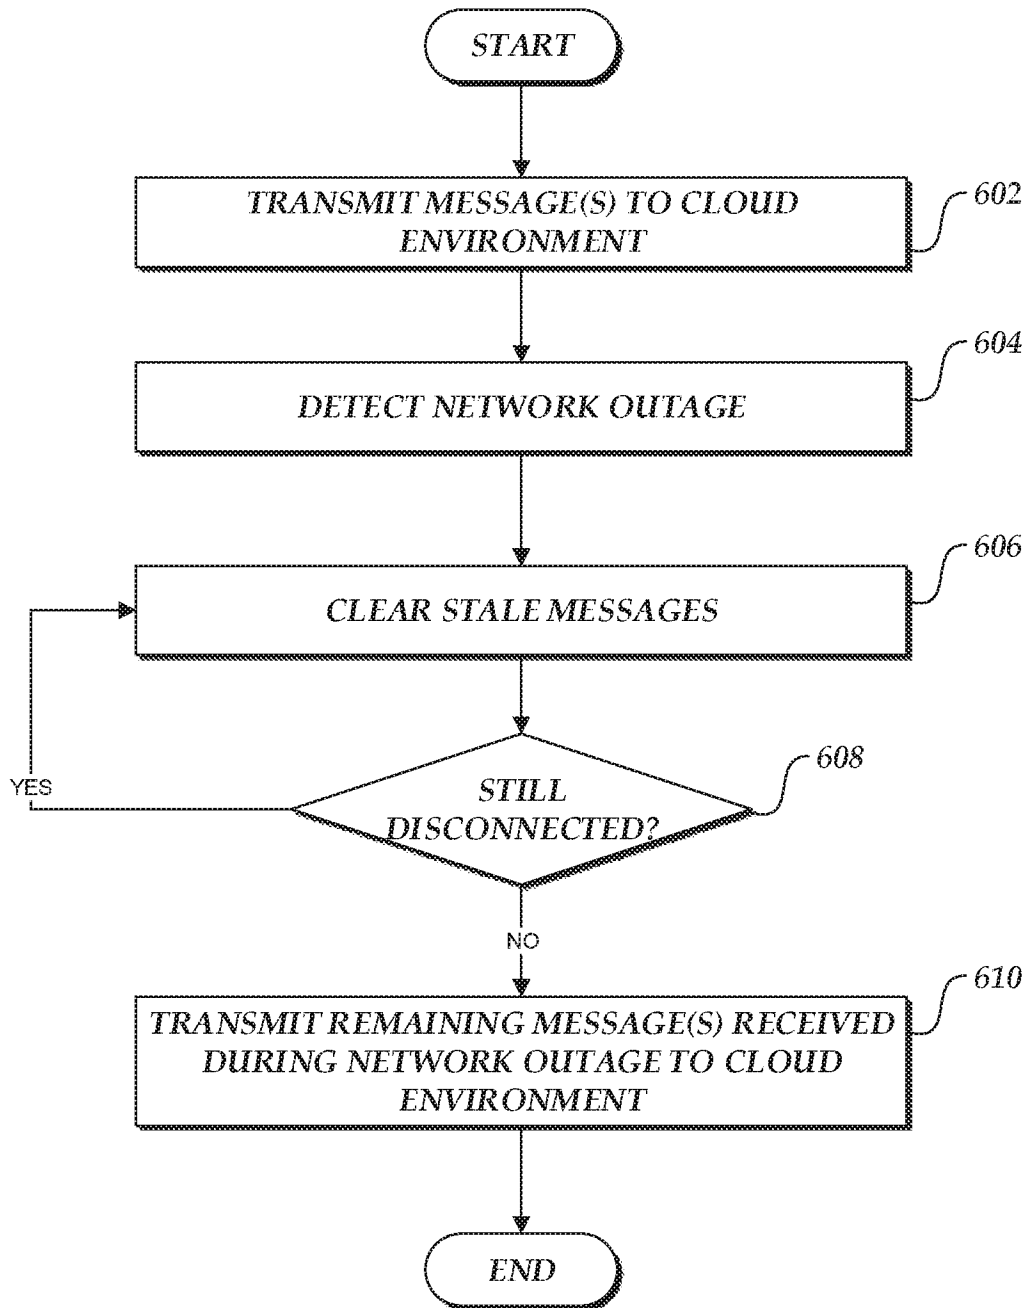 START
TRANSMIT MESSAGE(S) TO CLOUD
ENVIRONMENT
602
DETECT NETWORK OUTAGE
604
CLEAR STALE MESSAGES
606
STILL
DISCONNECTED?
608
YES
NO
TRANSMIT REMAINING MESSAGE(S) RECEIVED
DURING NETWORK OUTAGE TO CLOUD
ENVIRONMENT
610
END